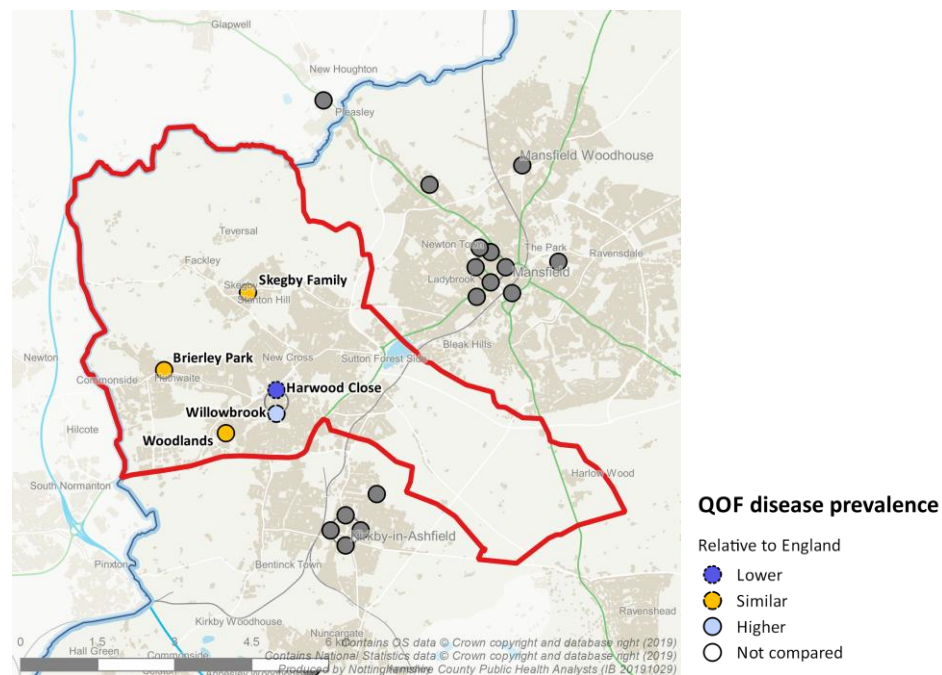 Glapwell
New Houghton
Pleasley
Mansfield Woodhouse
Teversal
Newton Town
The Park
Ravensdale
Fackley
Ladybrook
Mansfield
Skegby Family
Skegby
Stanton Hill
Bleak Hills
Newton
Brierley Park
New Cross
Sutton Forest Side
Commonside
Huthwaite
Harwood Close
Willowbrook
Hilcote
Woodlands
Harlow Wood
South Normanton
Kirkby-in-Ashfield
Pinxton
Bentinck Town
Ravenshead
Kirkby Woodhouse
Nuncargate
0 1.5 3 4.5 6 km
Hall Green
Commonside
Contains OS data © Crown copyright and database right (2019)
Contains National Statistics data © Crown copyright and database right (2019)
Produced by Nottinghamshire County Public Health Analysts (IB 20191029)
QOF disease prevalence
Relative to England
Lower
Similar
Higher
Not compared